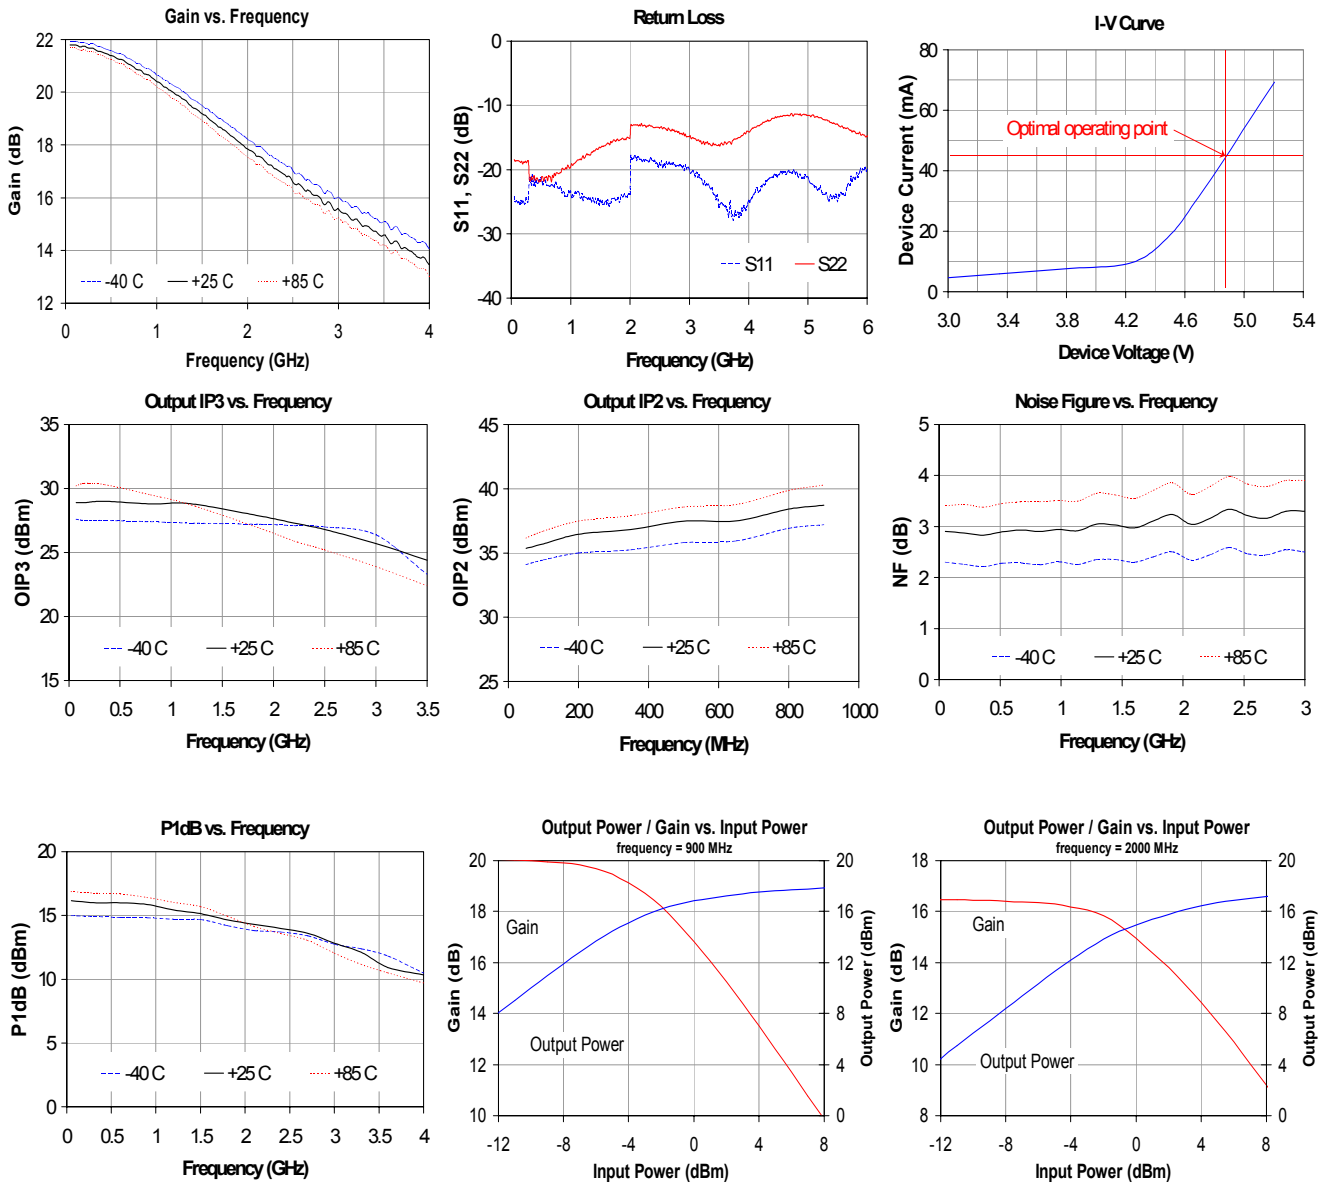 Gain vs. Frequency
Gain (dB)
22
20
18
16
14
12
-40 C
+25 C
+85 C
0 1 2 3 4
Frequency (GHz)
Return Loss
S11, S22 (dB)
0
-10
-20
-30
-40
S11
S22
0 1 2 3 4 5 6
Frequency (GHz)
I-V Curve
Device Current (mA)
80
60
40
20
0
Optimal operating point
3.0 3.4 3.8 4.2 4.6 5.0 5.4
Device Voltage (V)
Output IP3 vs. Frequency
OIP3 (dBm)
35
30
25
20
15
-40 C
+25 C
+85 C
0 0.5 1 1.5 2 2.5 3 3.5
Frequency (GHz)
Output IP2 vs. Frequency
OIP2 (dBm)
45
40
35
30
25
-40 C
+25 C
+85 C
0 200 400 600 800 1000
Frequency (MHz)
Noise Figure vs. Frequency
NF (dB)
5
4
3
2
1
0
-40 C
+25 C
+85 C
0 0.5 1 1.5 2 2.5 3
Frequency (GHz)
P1dB vs. Frequency
P1dB (dBm)
20
15
10
5
0
-40 C
+25 C
+85 C
0 0.5 1 1.5 2 2.5 3 3.5 4
Frequency (GHz)
Output Power / Gain vs. Input Power
frequency = 900 MHz
Gain (dB)
20
18
16
14
12
10
Gain
Output Power
20
16
12
8
4
0
Output Power (dBm)
-12 -8 -4 0 4 8
Input Power (dBm)
Output Power / Gain vs. Input Power
frequency = 2000 MHz
Gain (dB)
18
16
14
12
10
8
Gain
Output Power
20
16
12
8
4
0
Output Power (dBm)
-12 -8 -4 0 4 8
Input Power (dBm)